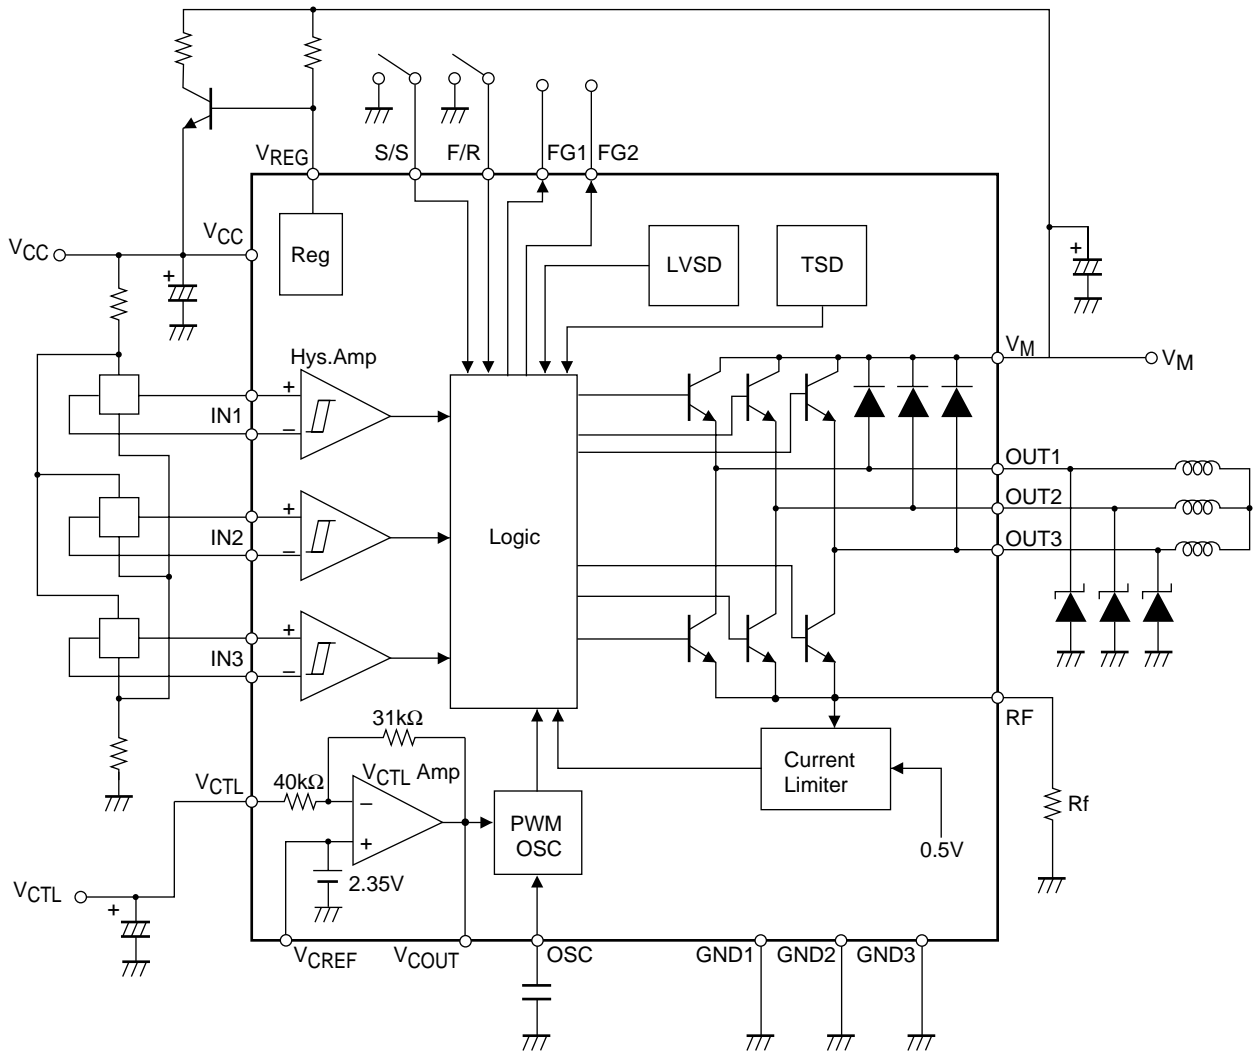 S/S
F/R
FG1
FG2
VREG
VCC
VCC
+
+
Reg
LVSD
TSD
Hys.Amp
VM
VM
+
−
IN1
OUT1
+
−
IN2
Logic
OUT2
OUT3
+
−
IN3
RF
31kΩ
VCTL
40kΩ
VCTL Amp
−
+
2.35V
PWM
OSC
Current
Limiter
0.5V
Rf
VCTL
+
VCREF
VCOUT
OSC
GND1
GND2
GND3